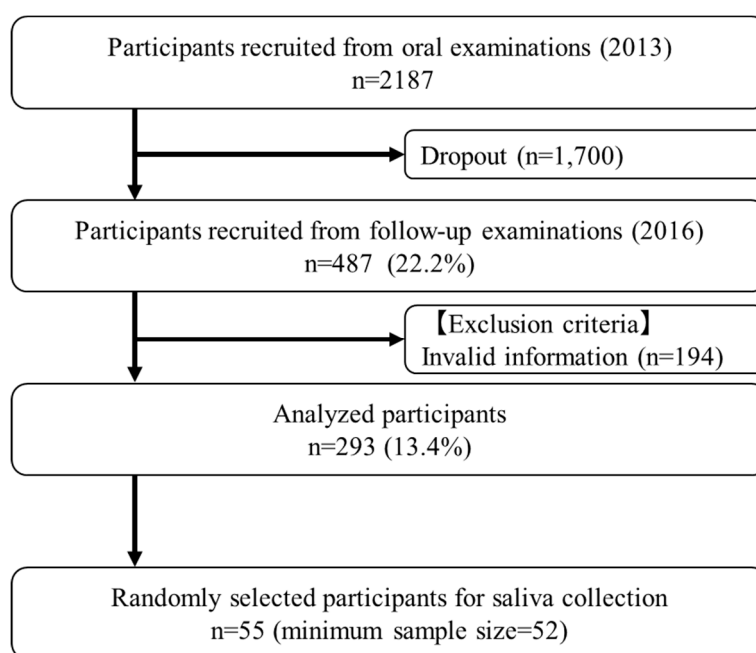 Participants recruited from oral examinations (2013)
n=2187
Dropout (n=1,700)
Participants recruited from follow-up examinations (2016)
n=487 (22.2%)
【Exclusion criteria】
Invalid information (n=194)
Analyzed participants
n=293 (13.4%)
Randomly selected participants for saliva collection
n=55 (minimum sample size=52)